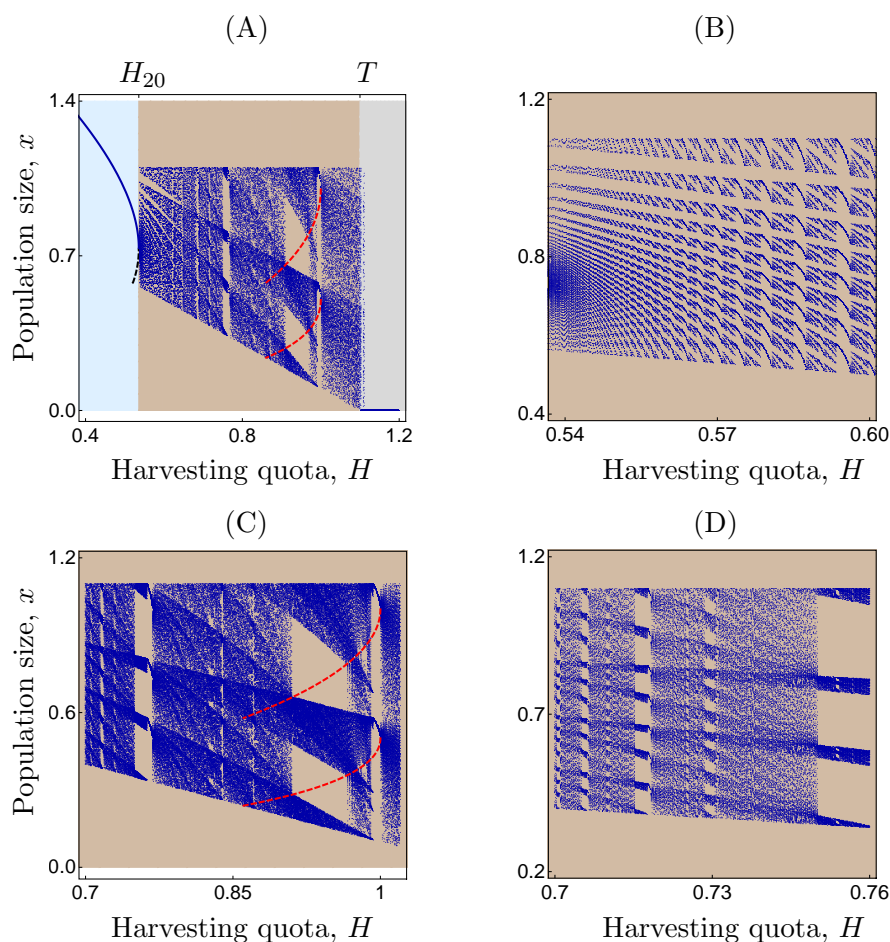 (A)
H₂₀ T
1.4
0.7
0.0
0.4 0.8 1.2
Population size, x
Harvesting quota, H
(B)
1.2
0.8
0.4
0.54 0.57 0.60
Harvesting quota, H
(C)
1.2
0.6
0.0
0.7 0.85 1
Population size, x
Harvesting quota, H
(D)
1.2
0.7
0.2
0.7 0.73 0.76
Harvesting quota, H